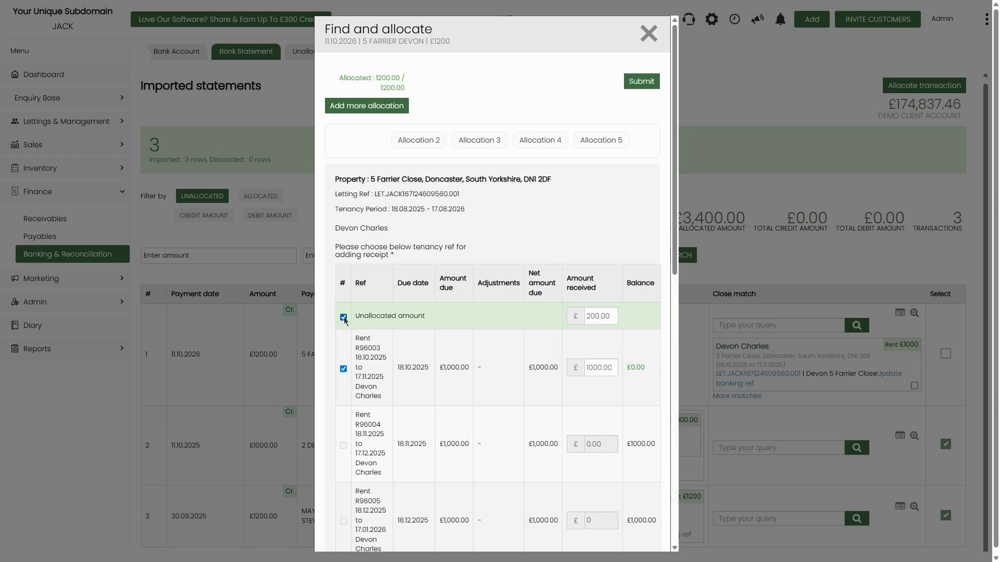 Your Unique Subdomain
JACK
Love Our Software? Share & Earn Up To £300 Cre
Add
INVITE CUSTOMERS
Admin
Menu
Dashboard
Enquiry Base
Lettings & Management
Sales
Inventory
Finance
Receivables
Payables
Banking & Reconciliation
Marketing
Admin
Diary
Reports
Bank Account
Bank Statement
Imported statements
Allocate transaction
£174,837.46
DEMO CLIENT ACCOUNT
3
Imported : 3 rows, Discarded : 0 rows
Filter by
UNALLOCATED
ALLOCATED
CREDIT AMOUNT
DEBIT AMOUNT
£3,400.00
ALLOCATED AMOUNT
£0.00
TOTAL CREDIT AMOUNT
£0.00
TOTAL DEBIT AMOUNT
3
TRANSACTIONS
Enter amount
# Payment date Amount
Close match Select
1 11.10.2026 £1200.00 5 FA
Cr.
Type your query
Devon Charles
Rent £1000
5 Farrier Close, Doncaster, South Yorkshire, DN1 2DF
(18.10.2025 to 17.11.2025)
LET.JACK167124609560.001 | Devon 5 Farrier CloseUpdate
banking ref
More matches
2 11.10.2025 £1000.00 2 DE
Cr.
Type your query
3 30.09.2025 £1200.00
Cr.
MAY
STEV
£1200
Type your query
g ref
Find and allocate
11.10.2026 | 5 FARRIER DEVON | £1200
Allocated : 1200.00 /
1200.00
Submit
Add more allocation
Allocation 2
Allocation 3
Allocation 4
Allocation 5
Property : 5 Farrier Close, Doncaster, South Yorkshire, DN1 2DF
Letting Ref : LET.JACK167124609560.001
Tenancy Period : 18.08.2025 - 17.08.2026
Devon Charles
Please choose below tenancy ref for
adding receipt *
# Ref Due date Amount due Adjustments Net amount due Amount received Balance
Unallocated amount £ 200.00
Rent
R96003
18.10.2025
to
17.11.2025
Devon
Charles
18.10.2025 £1,000.00 - £1,000.00 £ 1000.00 £0.00
Rent
R96004
18.11.2025
to
17.12.2025
Devon
Charles
18.11.2025 £1,000.00 - £1,000.00 £ 0.00 £1000.00
Rent
R96005
18.12.2025
to
17.01.2026
Devon
Charles
18.12.2025 £1,000.00 - £1,000.00 £ 0 £1,000.00